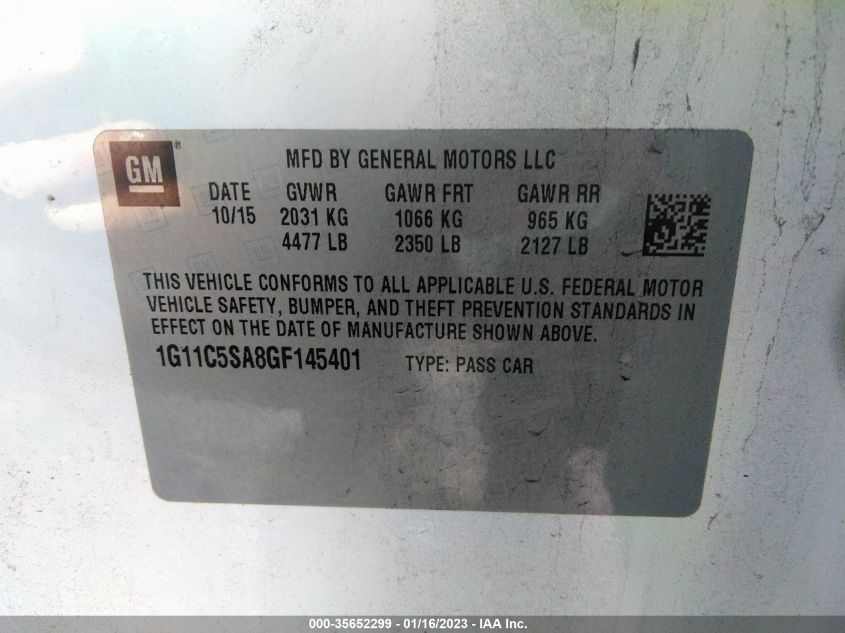 GM®
MFD BY GENERAL MOTORS LLC
DATE GVWR GAWR FRT GAWR RR
10/15 2031 KG 1066 KG 965 KG
4477 LB 2350 LB 2127 LB
THIS VEHICLE CONFORMS TO ALL APPLICABLE U.S. FEDERAL MOTOR
VEHICLE SAFETY, BUMPER, AND THEFT PREVENTION STANDARDS IN
EFFECT ON THE DATE OF MANUFACTURE SHOWN ABOVE.
1G11C5SA8GF145401 TYPE: PASS CAR
000-35652299 - 01/16/2023 - IAA Inc.